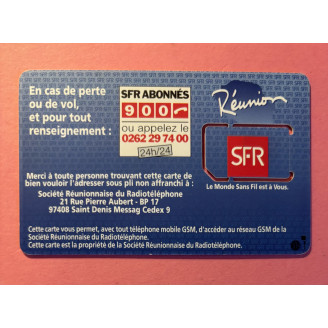 En cas de perte
ou de vol,
et pour tout
renseignement :
SFR ABONNÉS
900
ou appelez le
0262 29 74 00
24h/24
Réunion
SFR
Le Monde Sans Fil est à Vous.
Merci à toute personne trouvant cette carte de
bien vouloir l'adresser sous pli non affranchi à :
Société Réunionnaise du Radiotéléphone
21 Rue Pierre Aubert - BP 17
97408 Saint Denis Messag Cedex 9
Cette carte vous permet, avec tout téléphone mobile GSM, d'accéder au réseau GSM de la
Société Réunionnaise du Radiotéléphone.
Cette carte est la propriété de la Société Réunionnaise du Radiotéléphone.